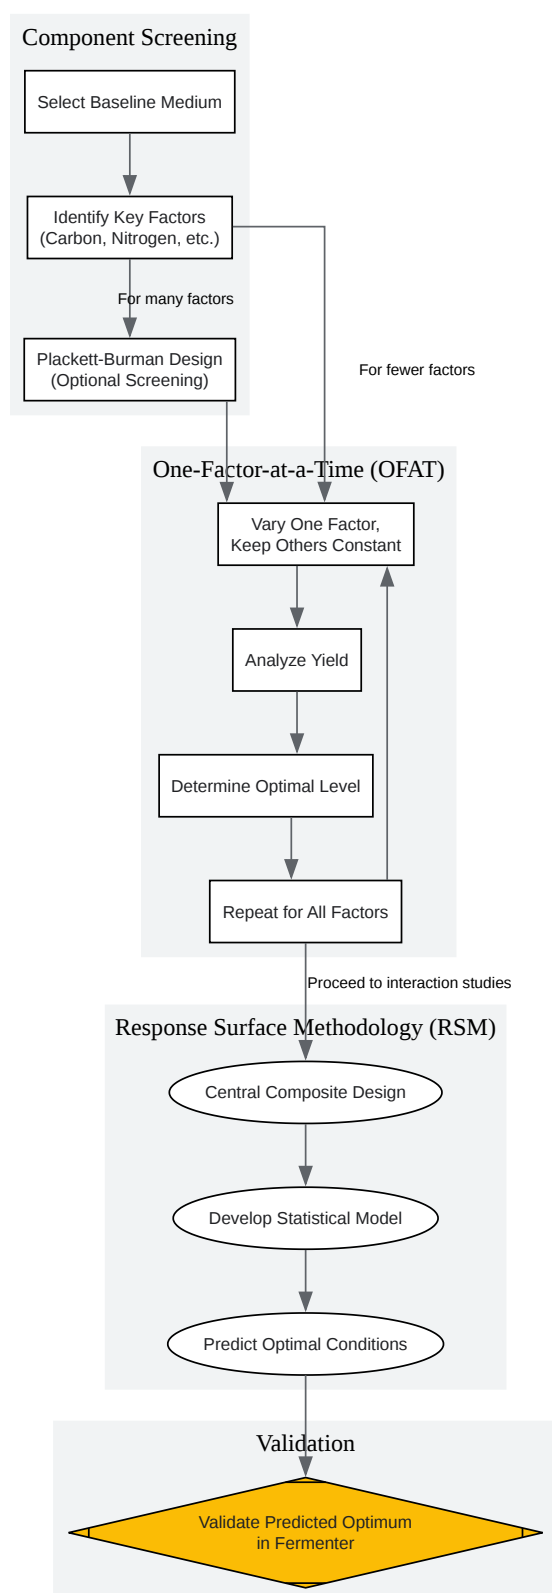 Component Screening
Select Baseline Medium
Identify Key Factors
(Carbon, Nitrogen, etc.)
For many factors
Plackett-Burman Design
(Optional Screening)
For fewer factors
One-Factor-at-a-Time (OFAT)
Vary One Factor,
Keep Others Constant
Analyze Yield
Determine Optimal Level
Repeat for All Factors
Proceed to interaction studies
Response Surface Methodology (RSM)
Central Composite Design
Develop Statistical Model
Predict Optimal Conditions
Validation
Validate Predicted Optimum
in Fermenter